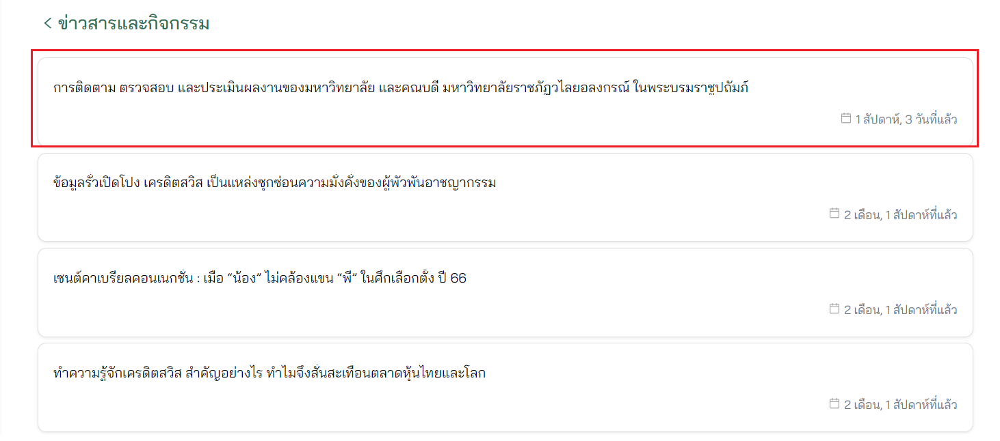 < ข่าวสารและกิจกรรม
การติดตาม ตรวจสอบ และประเมินผลงานของมหาวิทยาลัย และคณบดี มหาวิทยาลัยราชภัฏวไลยอลงกรณ์ ในพระบรมราชูปถัมภ์
1 สัปดาห์, 3 วันที่แล้ว
ข้อมูลรั่วเปิดโปง เครดิตสวิส เป็นแหล่งซุกซ่อนความมั่งคั่งของผู้พัวพันอาชญากรรม
2 เดือน, 1 สัปดาห์ที่แล้ว
เซนต์คาเบรียลคอนเนกชั่น : เมื่อ “น้อง” ไม่คล้องแขน “พี่” ในศึกเลือกตั้ง ปี 66
2 เดือน, 1 สัปดาห์ที่แล้ว
ทำความรู้จักเครดิตสวิส สำคัญอย่างไร ทำไมจึงสั่นสะเทือนตลาดหุ้นไทยและโลก
2 เดือน, 1 สัปดาห์ที่แล้ว